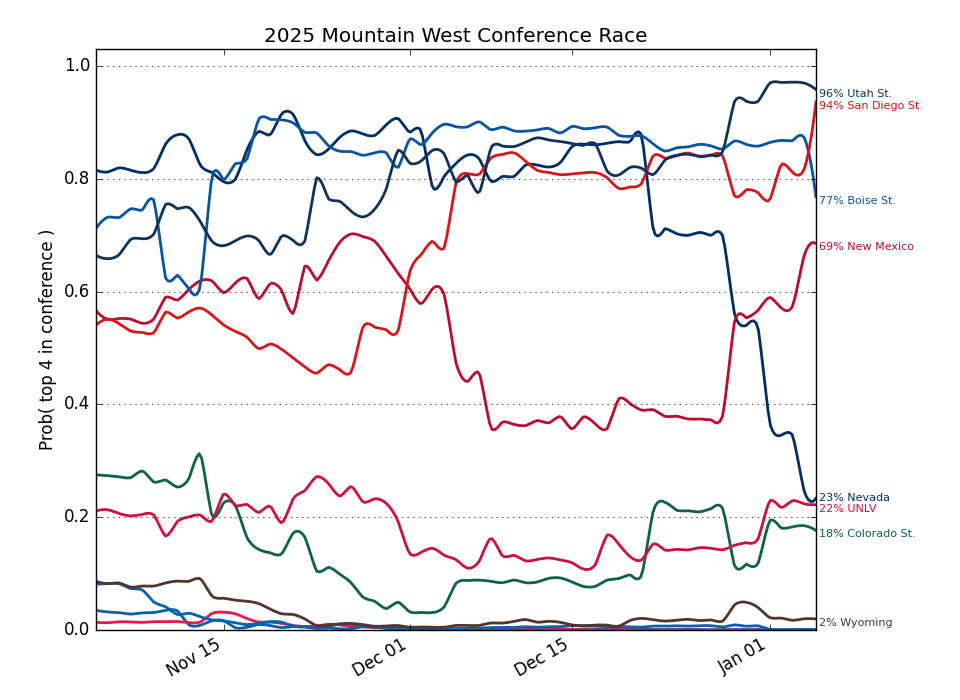 2025 Mountain West Conference Race
Prob( top 4 in conference )
1.0
0.8
0.6
0.4
0.2
0.0
Nov 15
Dec 01
Dec 15
Jan 01
96% Utah St.
94% San Diego St.
77% Boise St.
69% New Mexico
23% Nevada
22% UNLV
18% Colorado St.
2% Wyoming